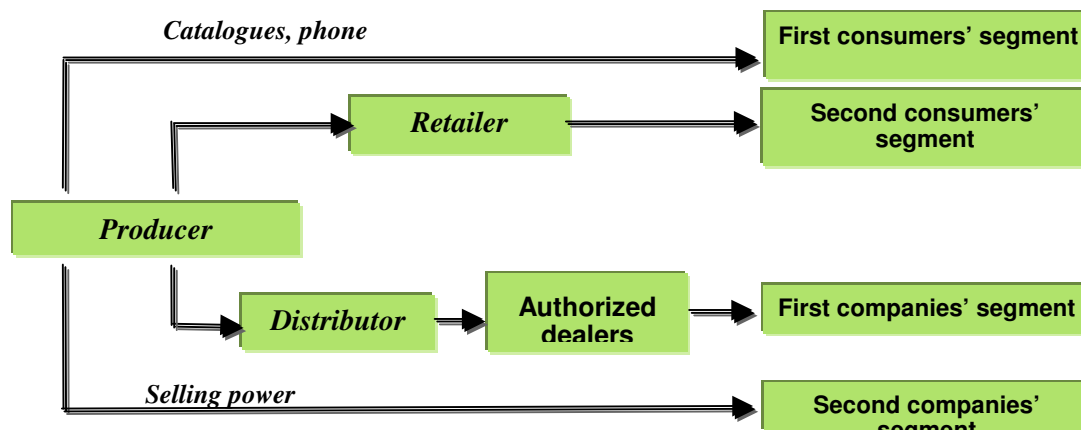 Catalogues, phone
First consumers’ segment
Retailer
Second consumers’
segment
Producer
Distributor
Authorized
dealers
First companies’ segment
Selling power
Second companies’
segment